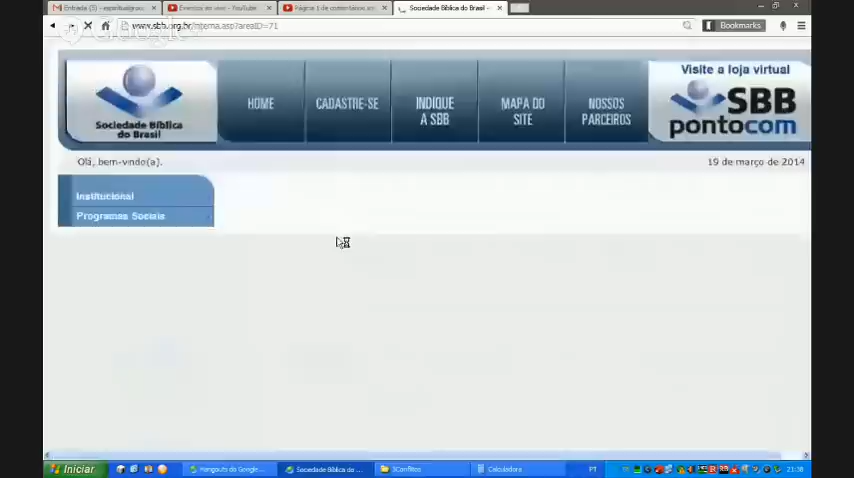 Entrada (3) - espiritualgrou
Eventos ao vivo - YouTube
Página 1 de comentários so
Sociedade Bíblica do Brasil -
www.sbb.org.br/interna.asp?areaID=71
Bookmarks
Sociedade Bíblica
do Brasil
HOME
CADASTRE-SE
INDIQUE
A SBB
MAPA DO
SITE
NOSSOS
PARCEIROS
Visite a loja virtual
SBB
pontocom
Olá, bem-vindo(a).
19 de março de 2014
Institucional
Programas Sociais
Iniciar
Hangouts do Google ...
Sociedade Bíblica do ...
Calculadora
PT
21:38